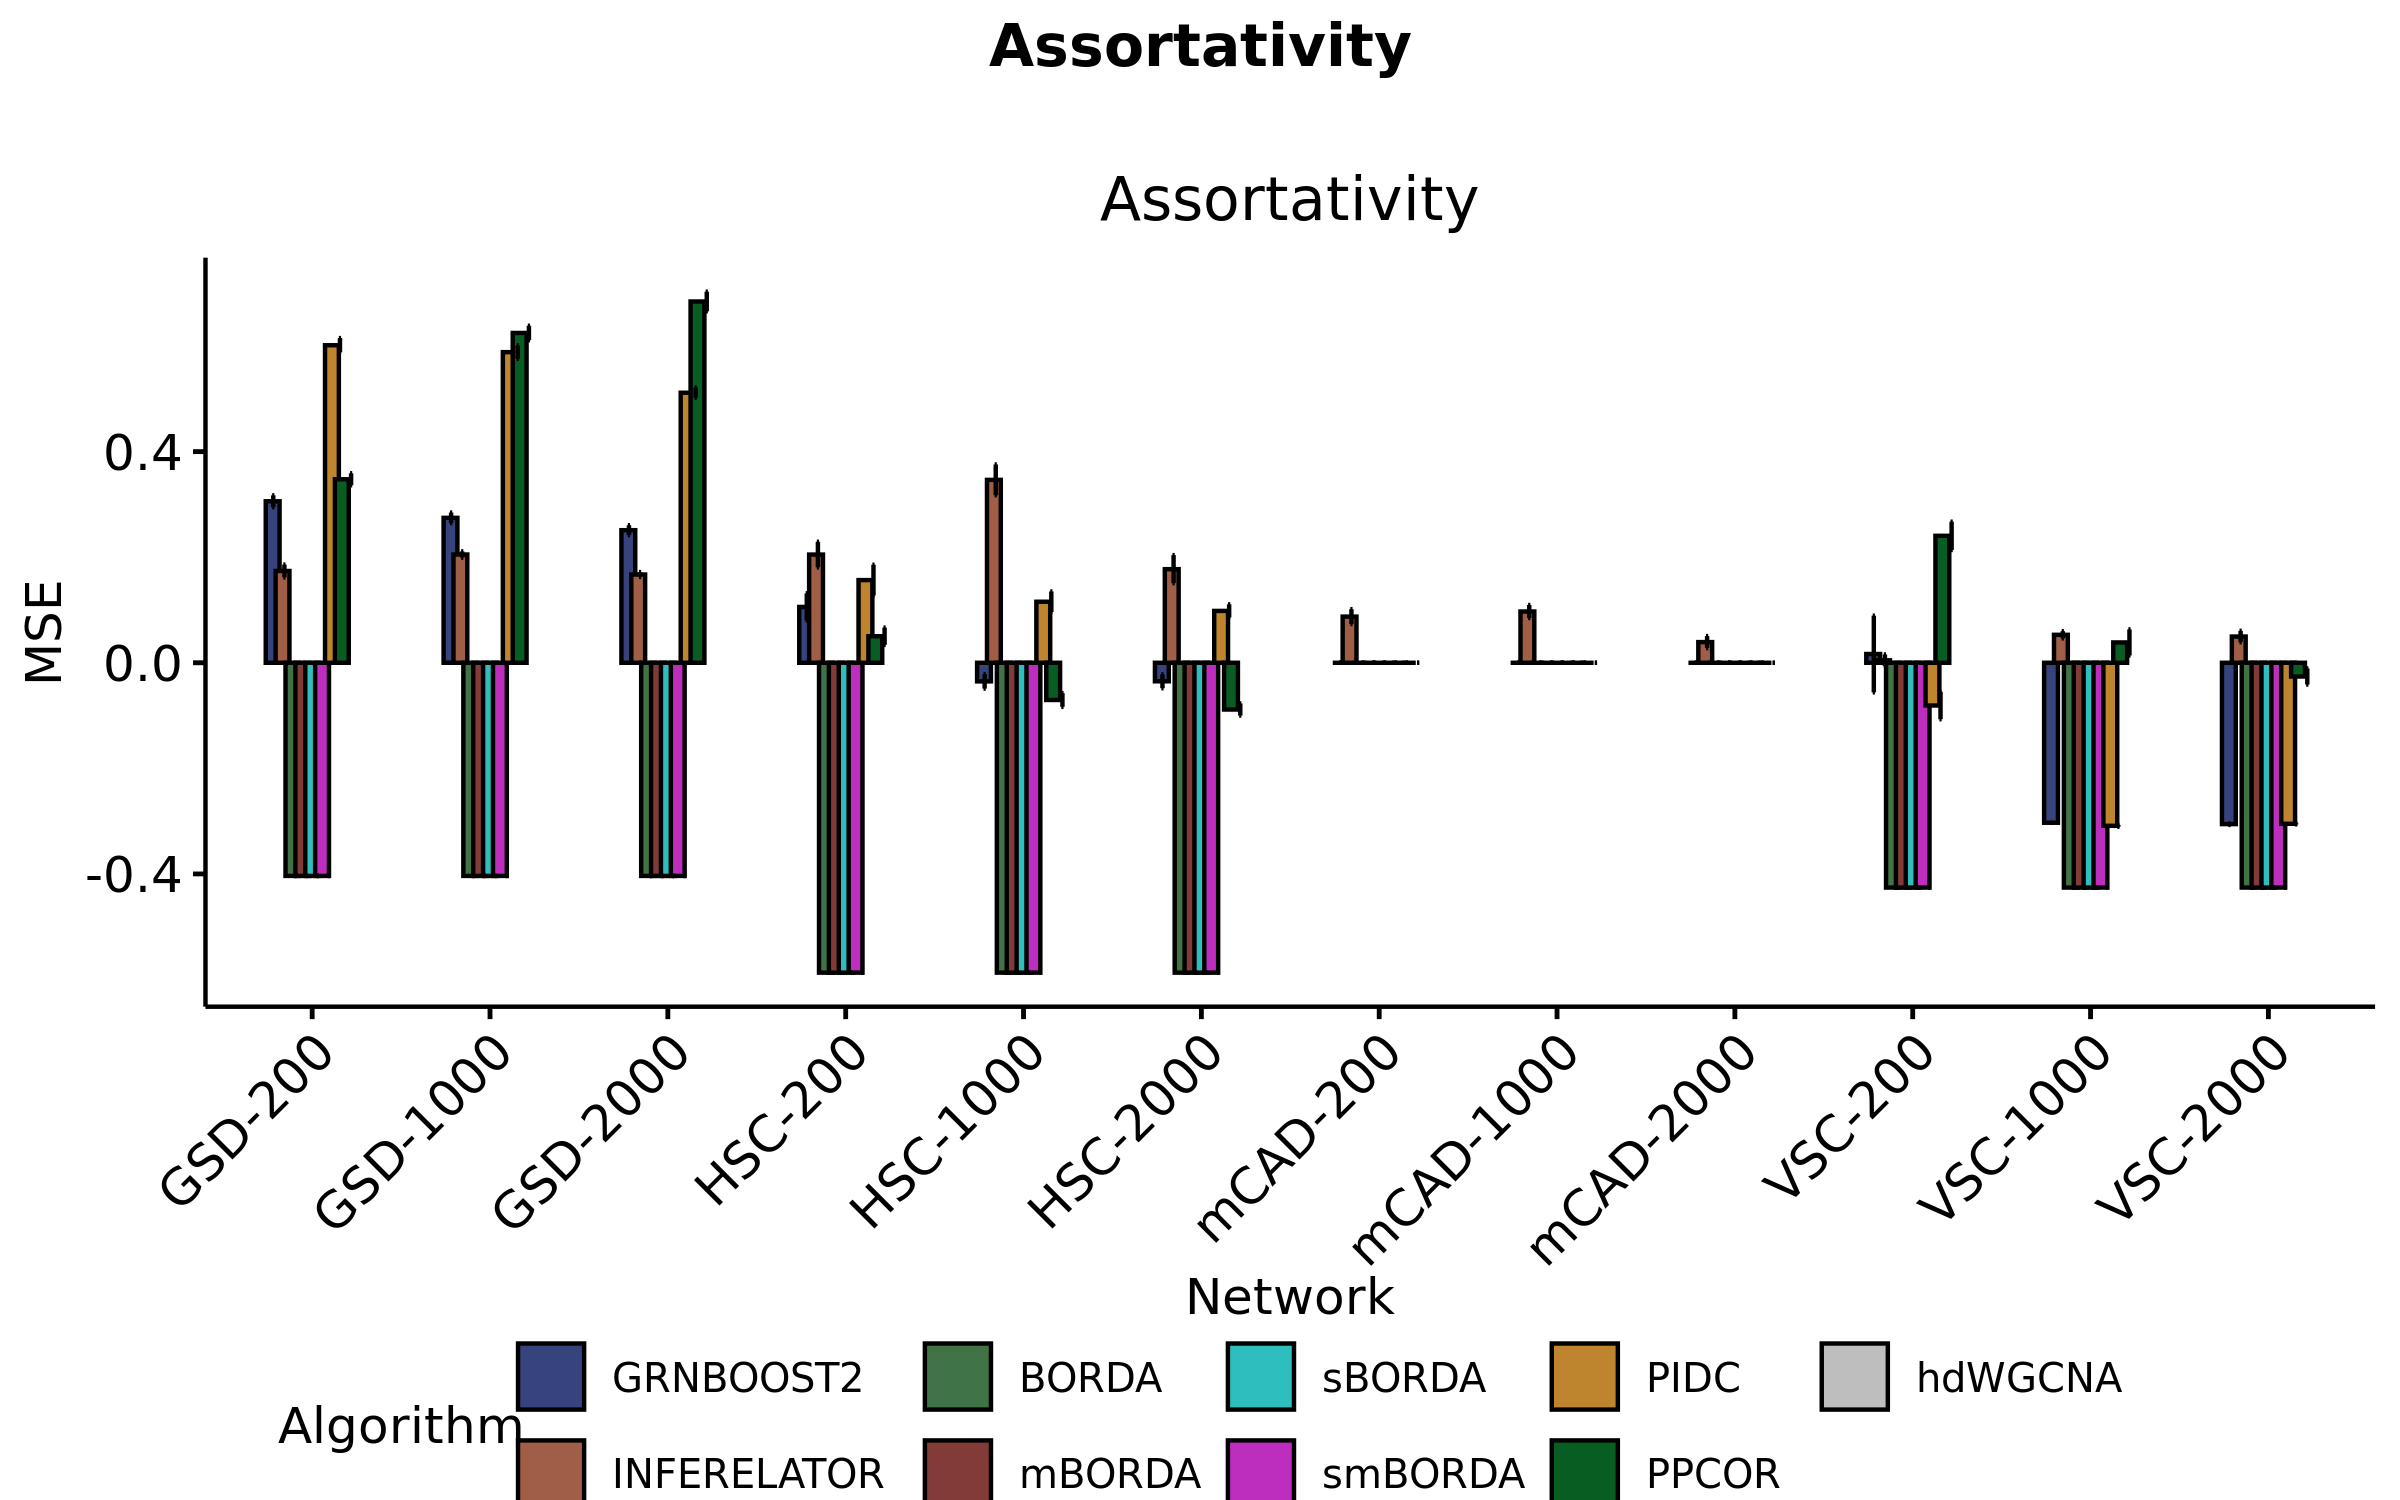 Assortativity
Assortativity
MSE
0.4
0.0
-0.4
GSD-200
GSD-1000
GSD-2000
HSC-200
HSC-1000
HSC-2000
mCAD-200
mCAD-1000
mCAD-2000
VSC-200
VSC-1000
VSC-2000
Network
Algorithm
GRNBOOST2
BORDA
sBORDA
PIDC
hdWGCNA
INFERELATOR
mBORDA
smBORDA
PPCOR